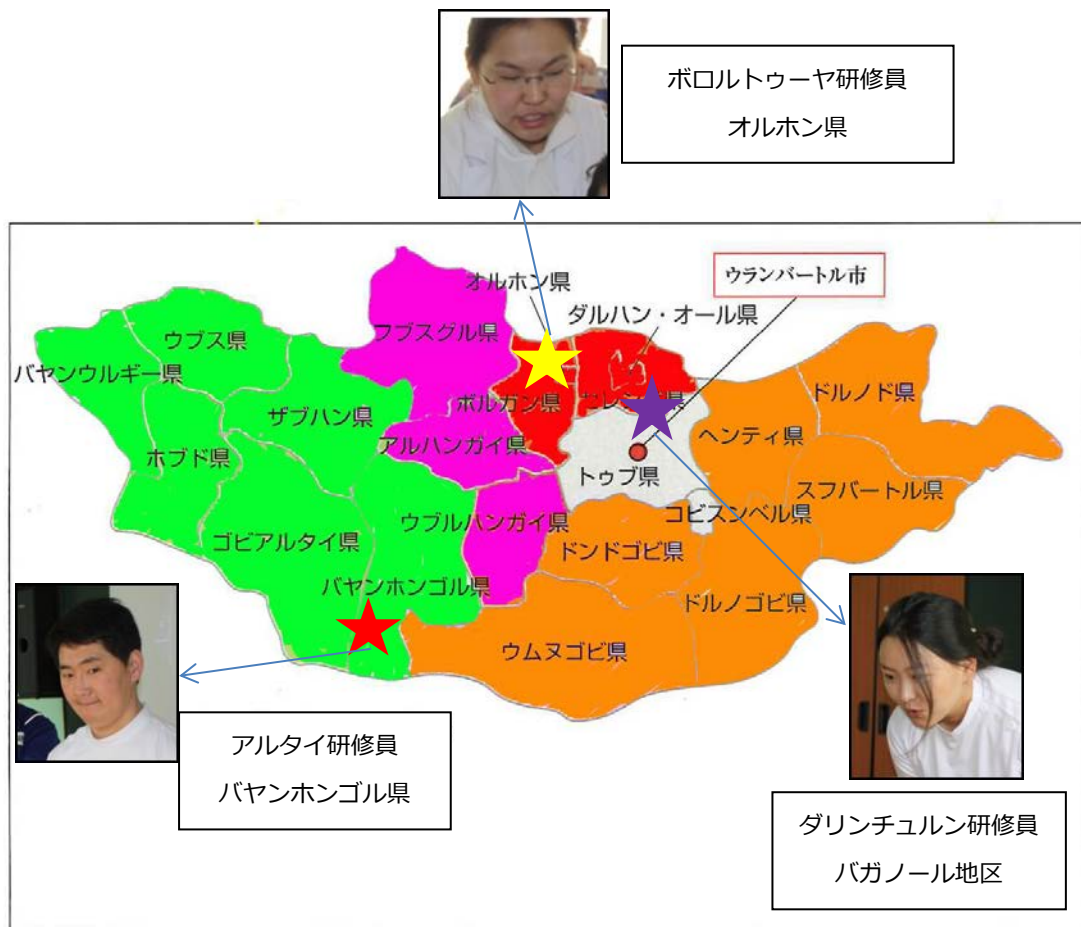 ボロルトゥーヤ研修員
オルホン県
ウランバートル市
オルホン県
ダルハン・オール県
フブスグル県
ウブス県
バヤンウルギー県
ドルノド県
ザブハン県
ボルガン県
ヘンティ県
アルハンガイ県
ホブド県
トゥブ県
スフバートル県
ウブルハンガイ県
コビスンベル県
ゴビアルタイ県
ドンドゴビ県
バヤンホンゴル県
ドルノゴビ県
ウムヌゴビ県
アルタイ研修員
バヤンホンゴル県
ダリンチュルン研修員
バガノール地区